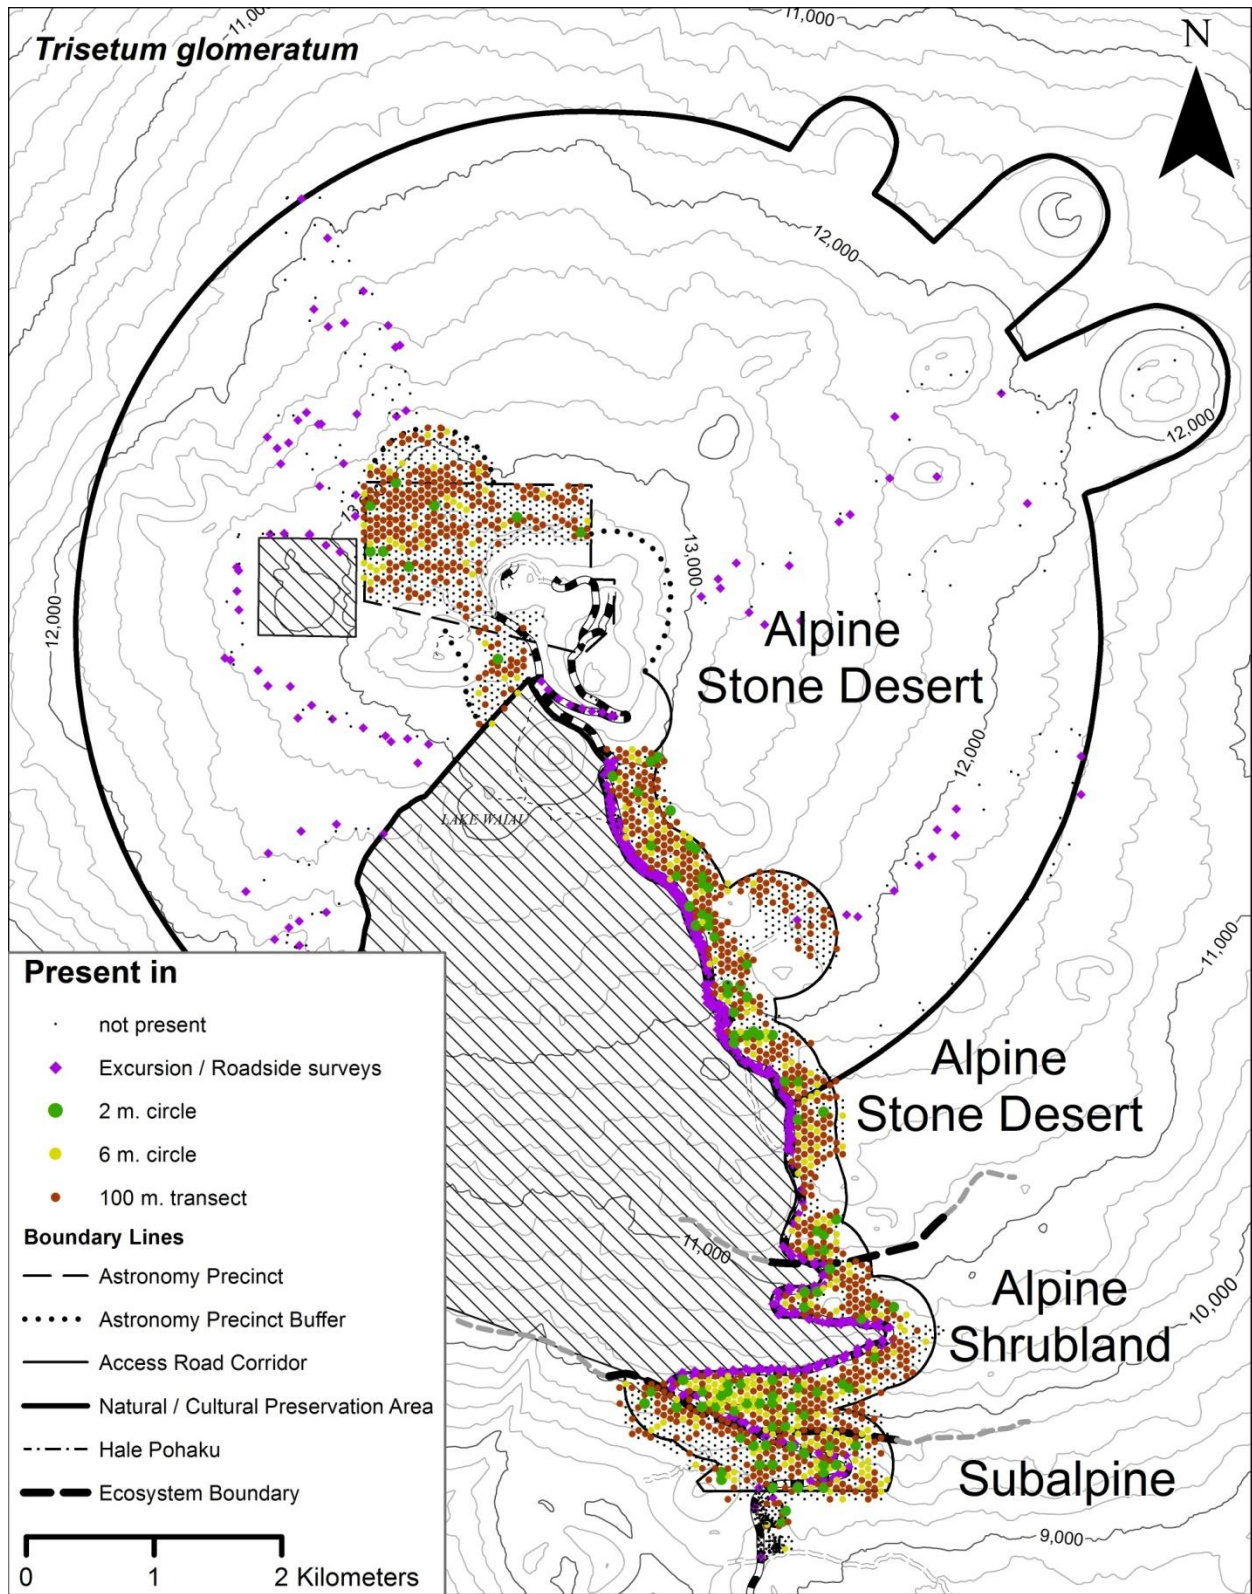 11,000
11,000
Trisetum glomeratum
N
12,000
12,000
13,000
12,000
Alpine
Stone Desert
12,000
LAKE WAIAU
11,000
Present in
not present
Excursion / Roadside surveys
2 m. circle
6 m. circle
100 m. transect
Boundary Lines
Astronomy Precinct
Astronomy Precinct Buffer
Access Road Corridor
Natural / Cultural Preservation Area
Hale Pohaku
Ecosystem Boundary
0 1 2 Kilometers
Alpine
Stone Desert
11,000
Alpine
Shrubland
10,000
Subalpine
9,000